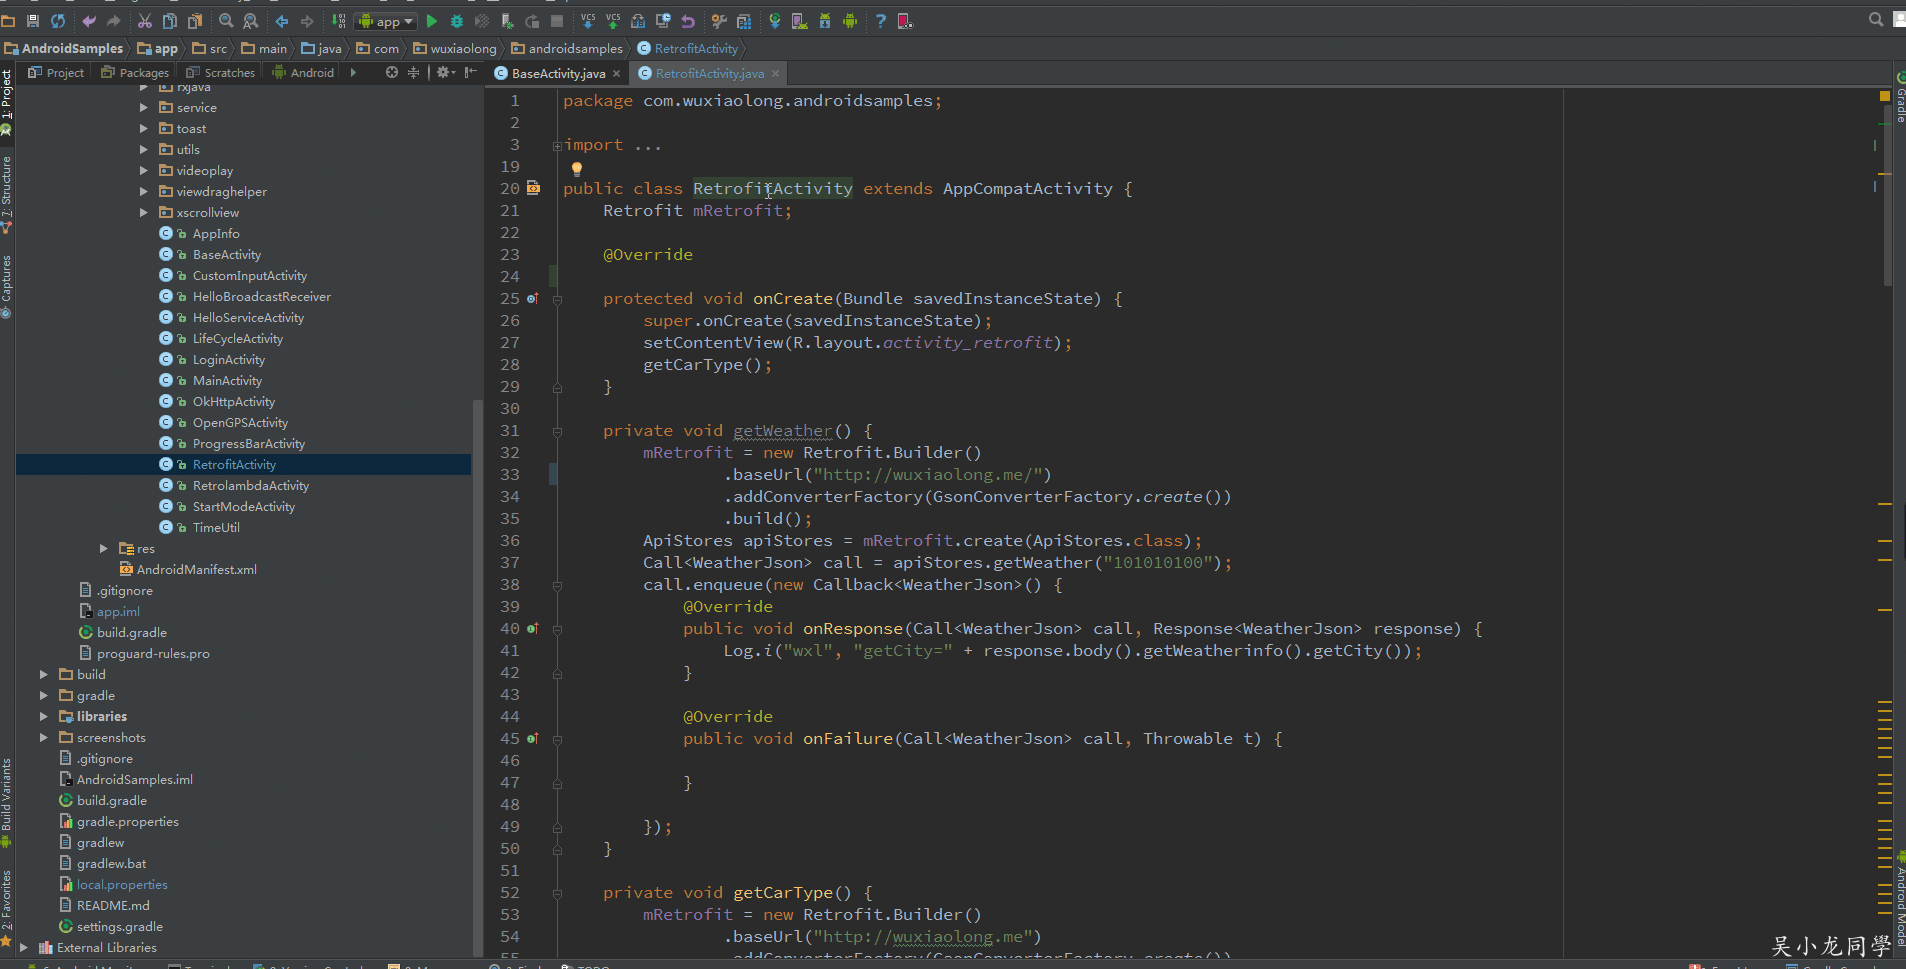 app
AndroidSamples app src main java com wuxiaolong androidsamples RetrofitActivity
Project Packages Scratches Android
BaseActivity.java RetrofitActivity.java
1: Project
7: Structure
Captures
Build Variants
2: Favorites
rxjava
service
toast
utils
videoplay
viewdraghelper
xscrollview
AppInfo
BaseActivity
CustomInputActivity
HelloBroadcastReceiver
HelloServiceActivity
LifeCycleActivity
LoginActivity
MainActivity
OkHttpActivity
OpenGPSActivity
ProgressBarActivity
RetrofitActivity
RetrolambdaActivity
StartModeActivity
TimeUtil
res
AndroidManifest.xml
.gitignore
app.iml
build.gradle
proguard-rules.pro
build
gradle
libraries
screenshots
.gitignore
AndroidSamples.iml
build.gradle
gradle.properties
gradlew
gradlew.bat
local.properties
README.md
settings.gradle
External Libraries
1 package com.wuxiaolong.androidsamples;
2
3 import ...
19
20 public class RetrofitActivity extends AppCompatActivity {
21 Retrofit mRetrofit;
22
23 @Override
24
25 protected void onCreate(Bundle savedInstanceState) {
26 super.onCreate(savedInstanceState);
27 setContentView(R.layout.activity_retrofit);
28 getCarType();
29 }
30
31 private void getWeather() {
32 mRetrofit = new Retrofit.Builder()
33 .baseUrl("http://wuxiaolong.me/")
34 .addConverterFactory(GsonConverterFactory.create())
35 .build();
36 ApiStores apiStores = mRetrofit.create(ApiStores.class);
37 Call<WeatherJson> call = apiStores.getWeather("101010100");
38 call.enqueue(new Callback<WeatherJson>() {
39 @Override
40 public void onResponse(Call<WeatherJson> call, Response<WeatherJson> response) {
41 Log.i("wxl", "getCity=" + response.body().getWeatherinfo().getCity());
42 }
43
44 @Override
45 public void onFailure(Call<WeatherJson> call, Throwable t) {
46
47 }
48
49 });
50 }
51
52 private void getCarType() {
53 mRetrofit = new Retrofit.Builder()
54 .baseUrl("http://wuxiaolong.me")
55 .addConverterFactory(GsonConverterFactory.create())
Gradle
Android Model
吴小龙同學